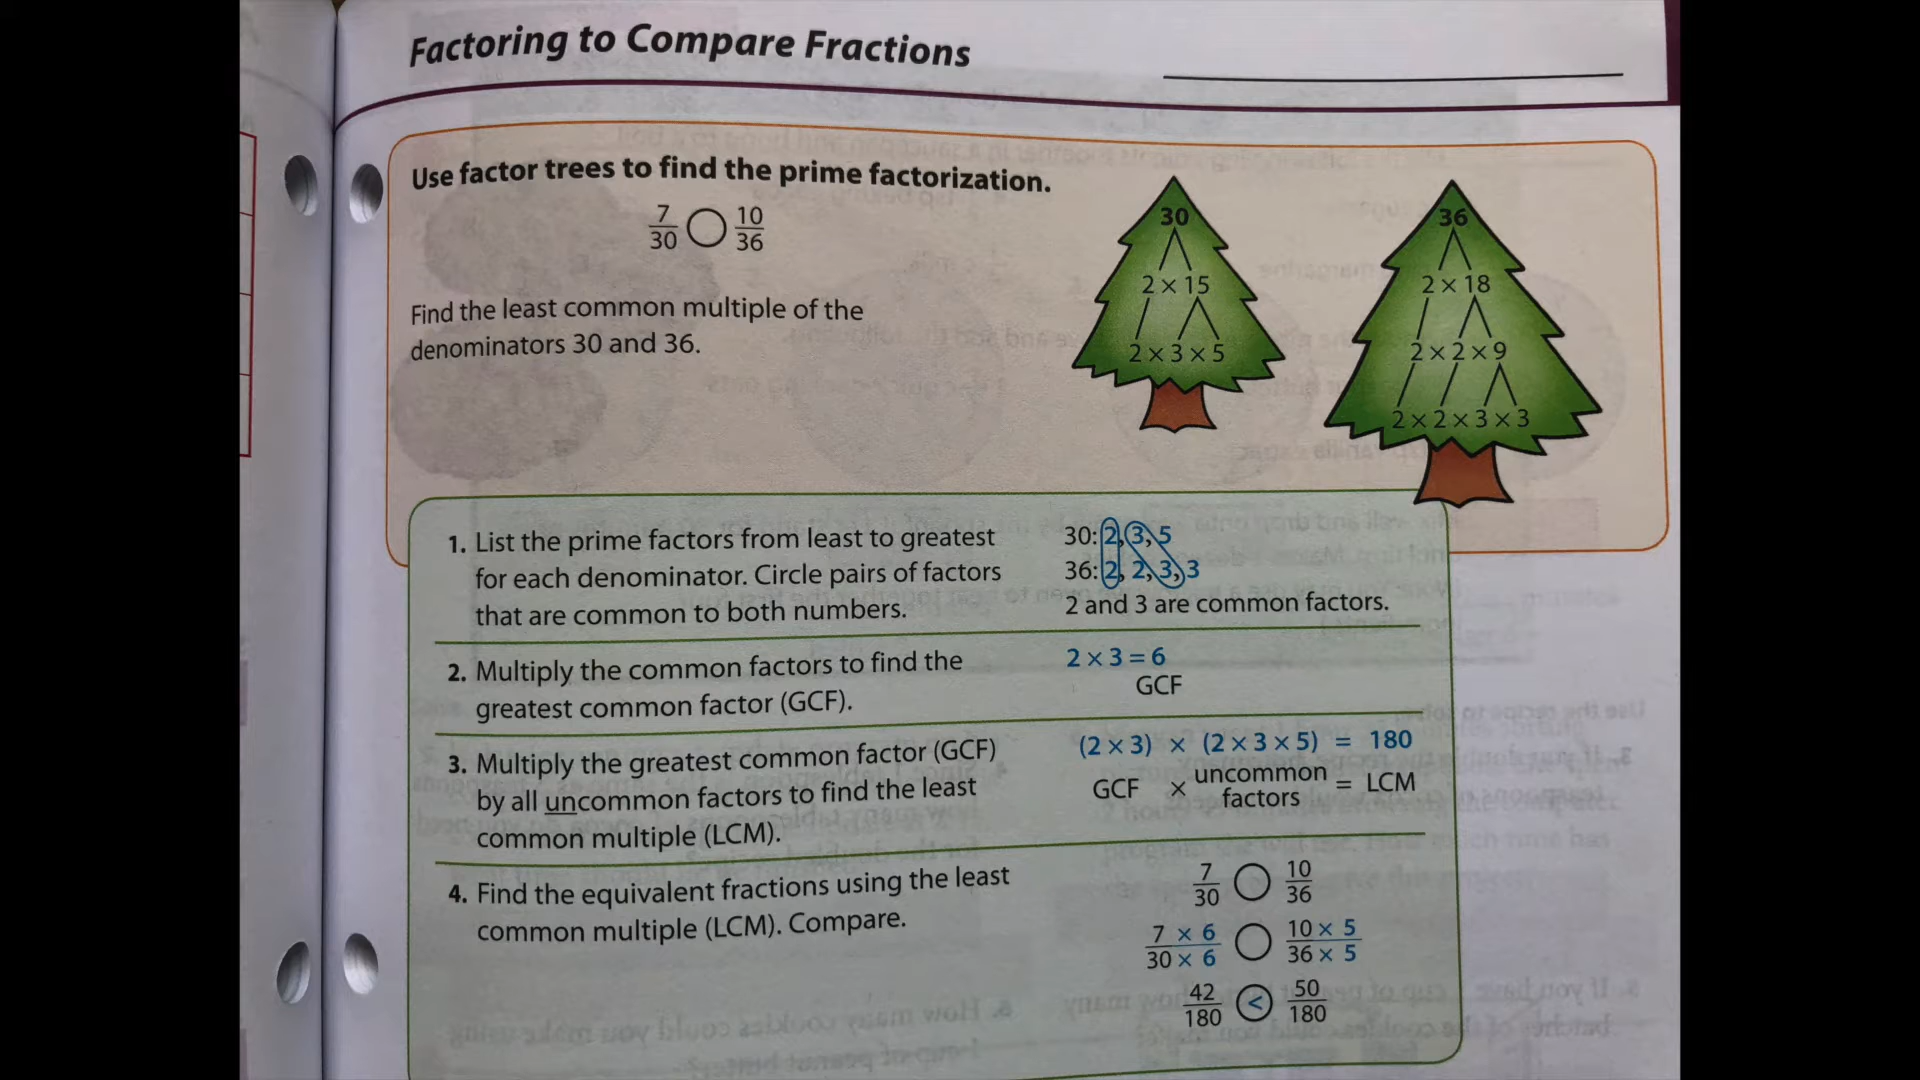 Factoring to Compare Fractions
Use factor trees to find the prime factorization.
7/30 ◯ 10/36
Find the least common multiple of the
denominators 30 and 36.
30
2 × 15
2 × 3 × 5
36
2 × 18
2 × 2 × 9
2 × 2 × 3 × 3
1. List the prime factors from least to greatest
for each denominator. Circle pairs of factors
that are common to both numbers.
30: 2, 3, 5
36: 2, 2, 3, 3
2 and 3 are common factors.
2. Multiply the common factors to find the
greatest common factor (GCF).
2 × 3 = 6
GCF
3. Multiply the greatest common factor (GCF)
by all uncommon factors to find the least
common multiple (LCM).
(2 × 3) × (2 × 3 × 5) = 180
GCF × uncommon factors = LCM
4. Find the equivalent fractions using the least
common multiple (LCM). Compare.
7/30 ◯ 10/36
7 × 6/30 × 6 ◯ 10 × 5/36 × 5
42/180 < 50/180